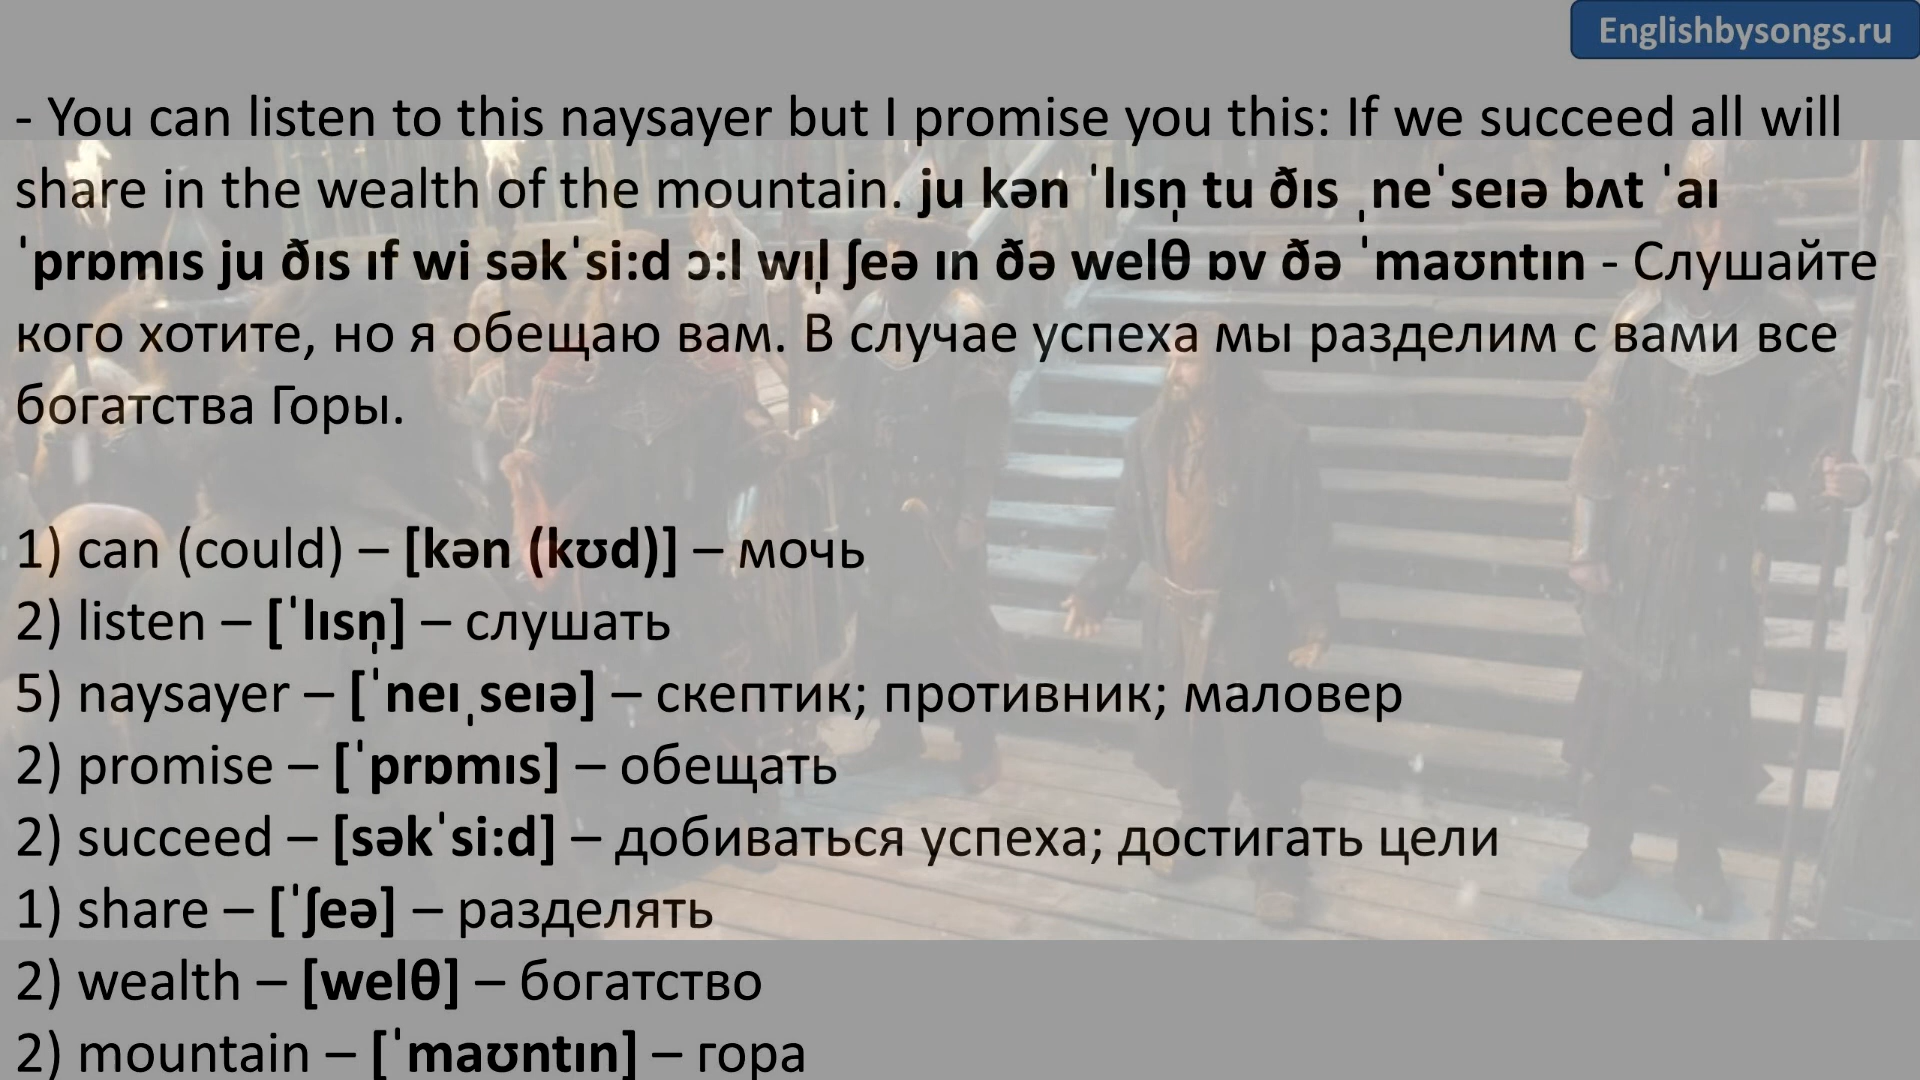 Englishbysongs.ru
- You can listen to this naysayer but I promise you this: If we succeed all will
share in the wealth of the mountain. ju kən ˈlɪsn̩ tu ðɪs ˌneˈseɪə bʌt ˈaɪ
ˈprɒmɪs ju ðɪs ɪf wi səkˈsiːd ɔːl wɪl̩ ʃeə ɪn ðə welθ ɒv ðə ˈmaʊntɪn - Слушайте
кого хотите, но я обещаю вам. В случае успеха мы разделим с вами все
богатства Горы.
1) can (could) – [kən (kʊd)] – мочь
2) listen – [ˈlɪsn̩] – слушать
5) naysayer – [ˈneɪˌseɪə] – скептик; противник; маловер
2) promise – [ˈprɒmɪs] – обещать
2) succeed – [səkˈsiːd] – добиваться успеха; достигать цели
1) share – [ˈʃeə] – разделять
2) wealth – [welθ] – богатство
2) mountain – [ˈmaʊntɪn] – гора